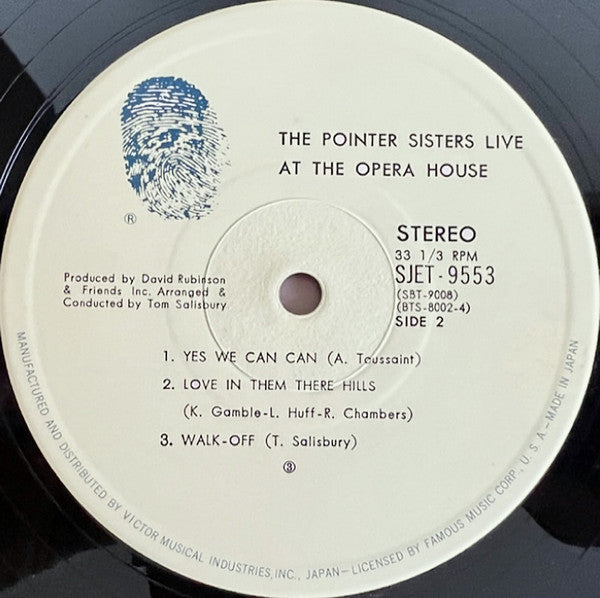 THE POINTER SISTERS LIVE
AT THE OPERA HOUSE
®
STEREO
33 1/3 RPM
SJET-9553
(SBT-9008)
(BTS-8002-4)
SIDE 2
Produced by David Rubinson
& Friends Inc. Arranged &
Conducted by Tom Salisbury
1. YES WE CAN CAN (A. Toussaint)
2. LOVE IN THEM THERE HILLS
(K. Gamble-L. Huff-R. Chambers)
3. WALK-OFF (T. Salisbury)
③
MANUFACTURED AND DISTRIBUTED BY VICTOR MUSICAL INDUSTRIES, INC., JAPAN-LICENSED BY FAMOUS MUSIC CORP. U. S. A.-MADE IN JAPAN